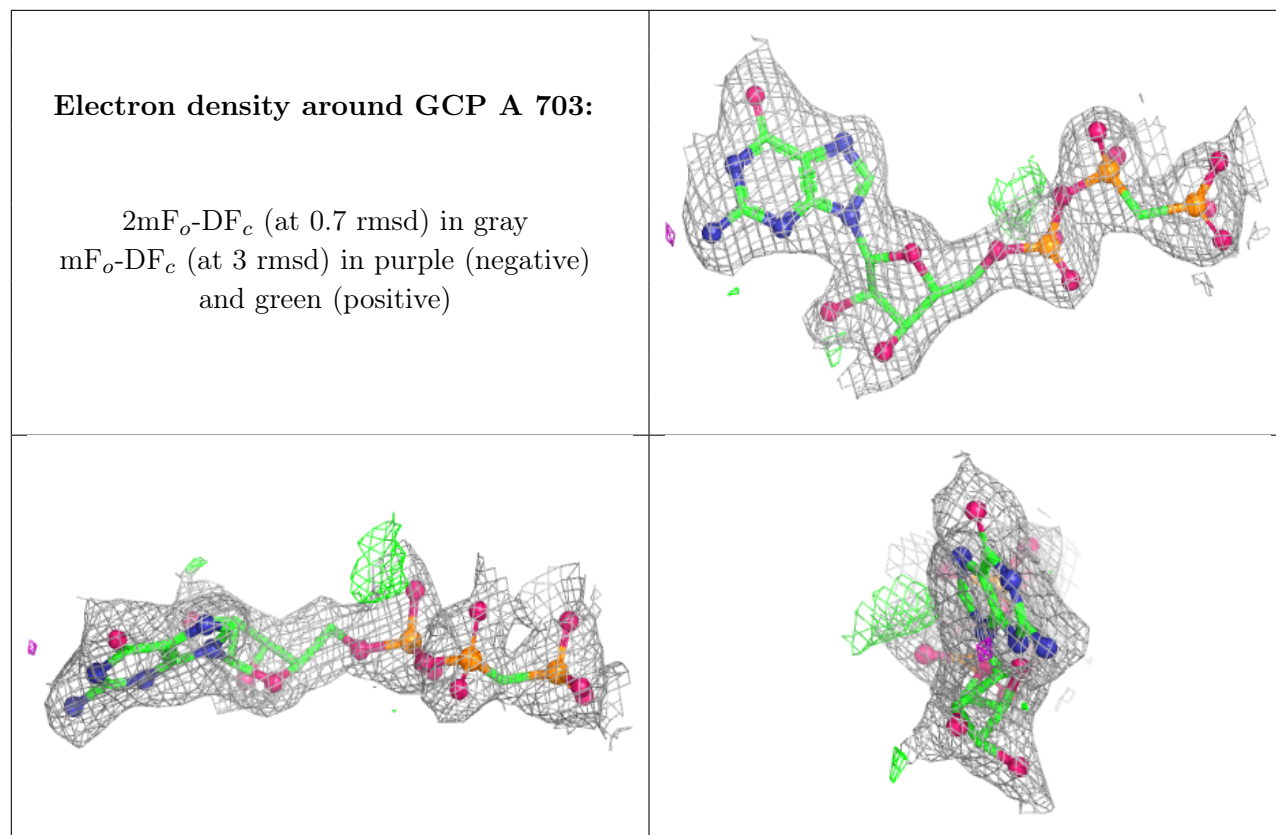 Electron density around GCP A 703:
2mFo-DFc (at 0.7 rmsd) in gray
mFo-DFc (at 3 rmsd) in purple (negative)
and green (positive)